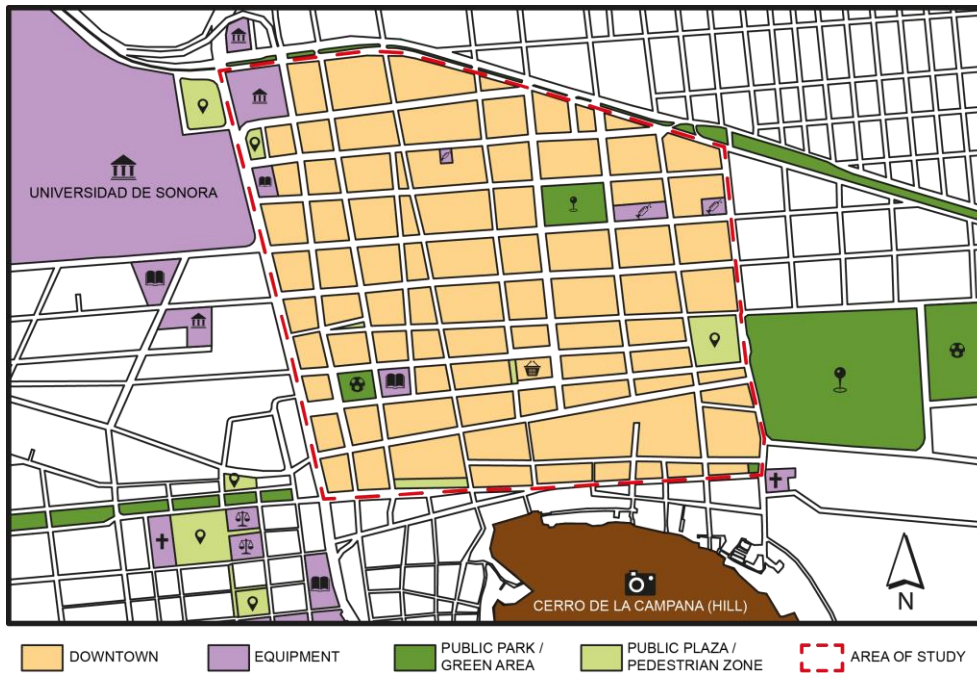 UNIVERSIDAD DE SONORA
CERRO DE LA CAMPANA (HILL)
N
DOWNTOWN
EQUIPMENT
PUBLIC PARK /
GREEN AREA
PUBLIC PLAZA /
PEDESTRIAN ZONE
AREA OF STUDY